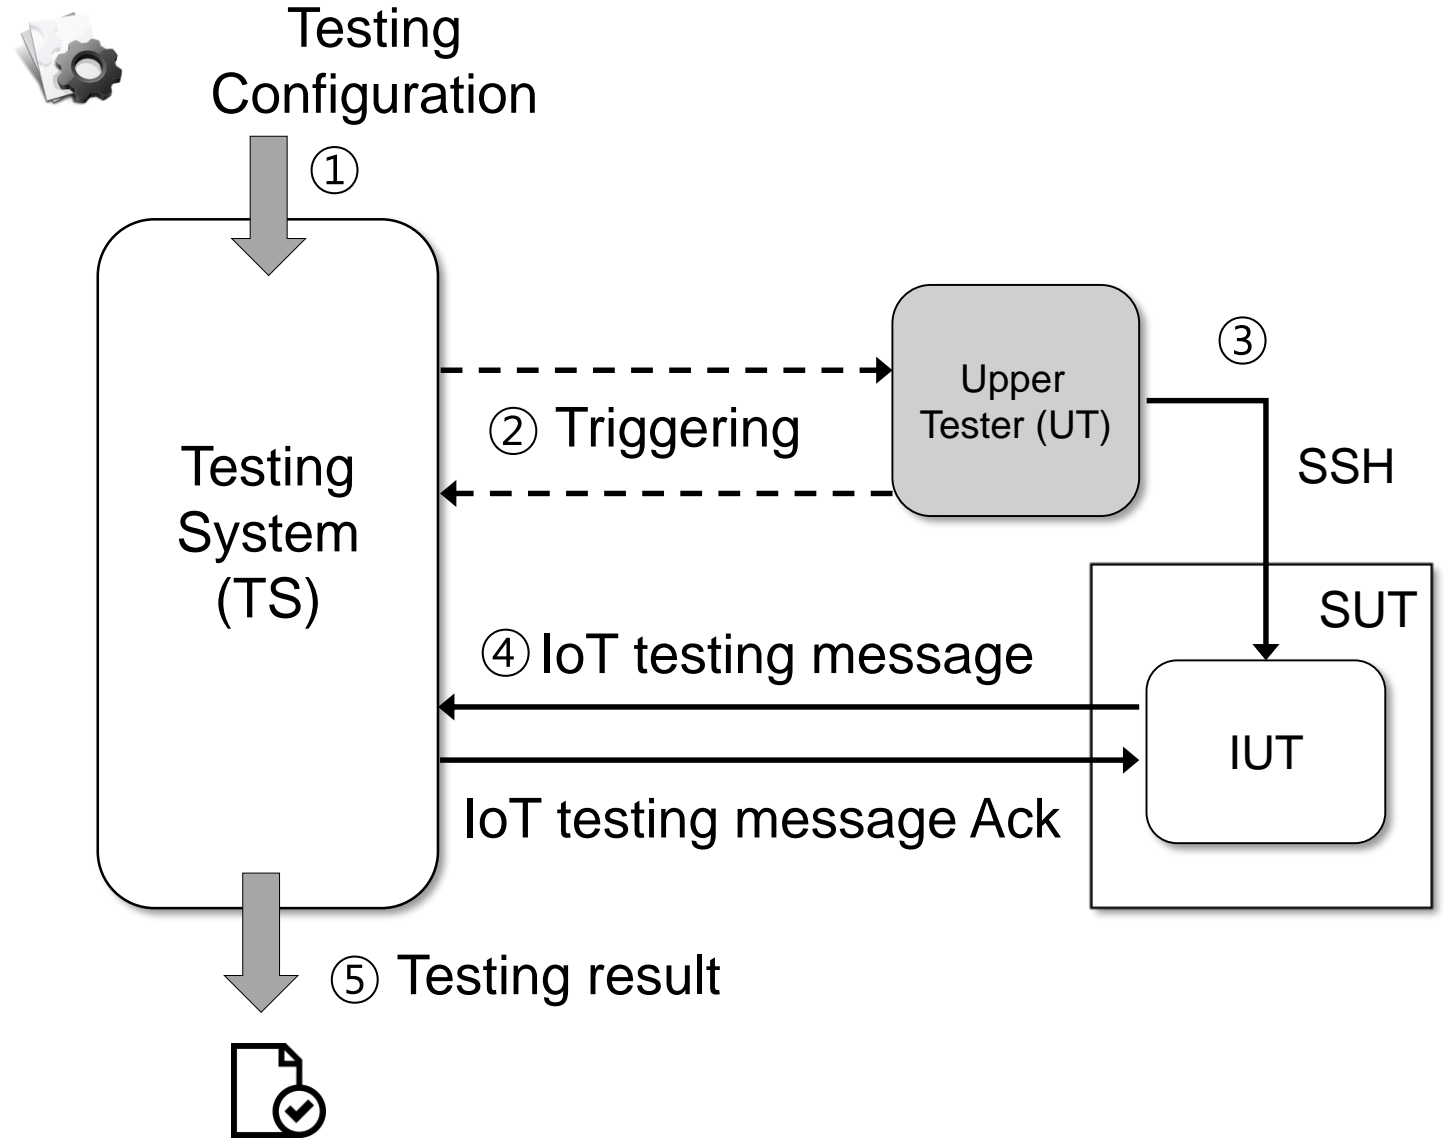 Testing
Configuration
①
Testing
System
(TS)
② Triggering
Upper
Tester (UT)
③
SSH
SUT
④ IoT testing message
IUT
IoT testing message Ack
⑤ Testing result